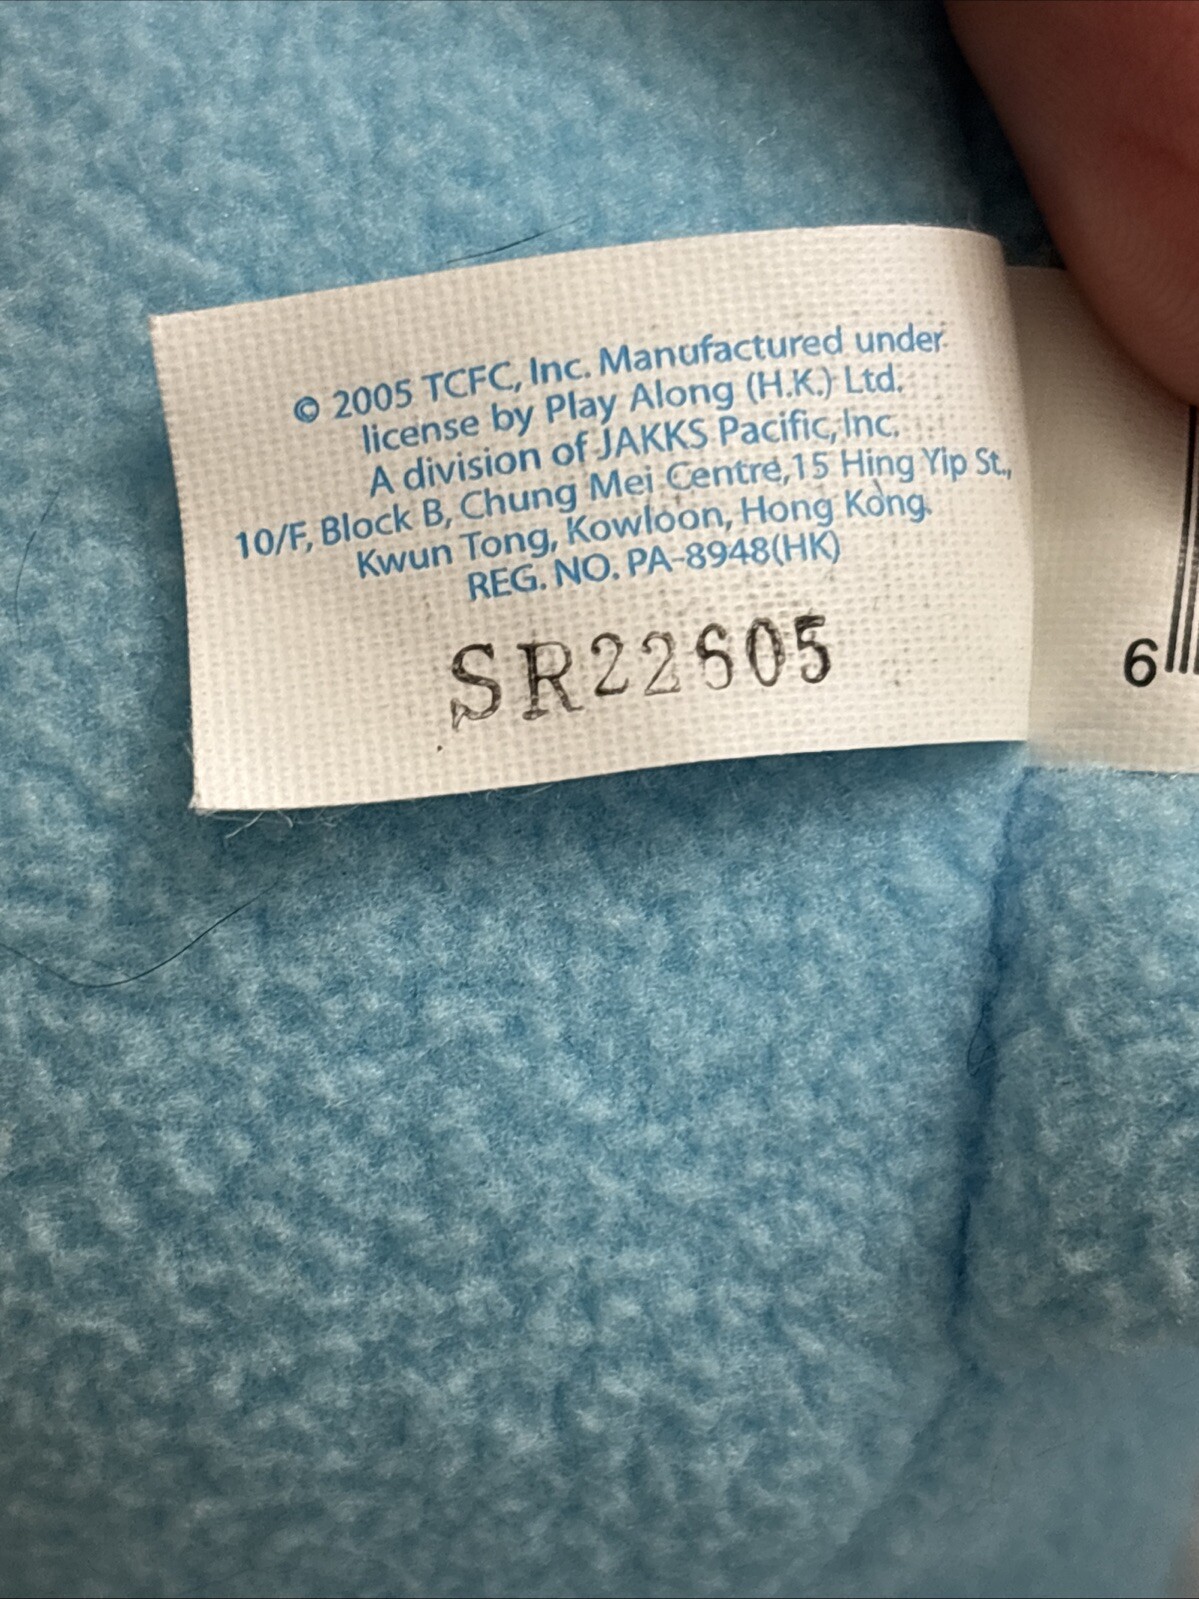 © 2005 TCFC, Inc. Manufactured under
license by Play Along (H.K.) Ltd.
A division of JAKKS Pacific, Inc.
10/F, Block B, Chung Mei Centre, 15 Hing Yip St.,
Kwun Tong, Kowloon, Hong Kong.
REG. NO. PA-8948(HK)
SR22605
6